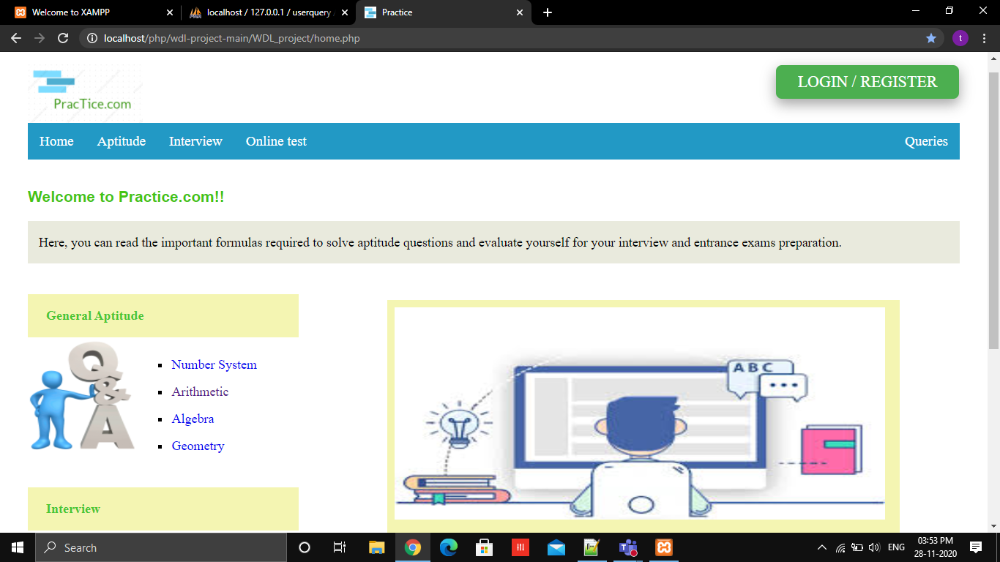 Welcome to XAMPP
localhost / 127.0.0.1 / userquery
Practice
localhost/php/wdl-project-main/WDL_project/home.php
t
PracTice.com
LOGIN / REGISTER
Home Aptitude Interview Online test Queries
Welcome to Practice.com!!
Here, you can read the important formulas required to solve aptitude questions and evaluate yourself for your interview and entrance exams preparation.
General Aptitude
Q
&
A
Number System
Arithmetic
Algebra
Geometry
ABC
Interview
Search
ENG
03:53 PM
28-11-2020